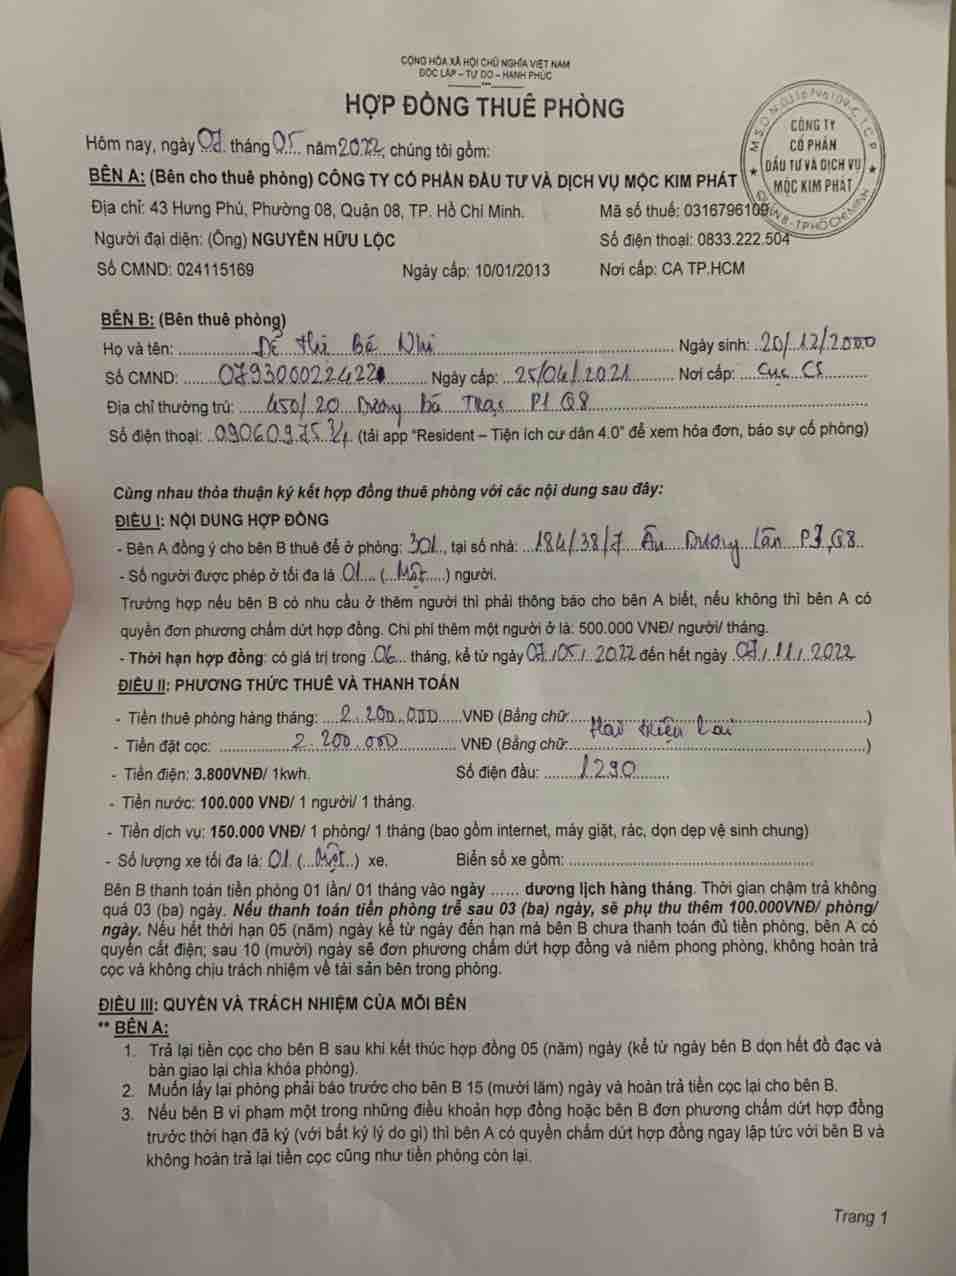 CỘNG HÒA XÃ HỘI CHỦ NGHĨA VIỆT NAM
ĐỘC LẬP – TỰ DO – HẠNH PHÚC
HỢP ĐỒNG THUÊ PHÒNG
Hôm nay, ngày 07 tháng 05 năm 2022, chúng tôi gồm:
BÊN A: (Bên cho thuê phòng) CÔNG TY CỔ PHẦN ĐẦU TƯ VÀ DỊCH VỤ MỘC KIM PHÁT
Địa chỉ: 43 Hưng Phú, Phường 08, Quận 08, TP. Hồ Chí Minh. Mã số thuế: 0316796109
Người đại diện: (Ông) NGUYỄN HỮU LỘC Số điện thoại: 0833.222.504
Số CMND: 024115169 Ngày cấp: 10/01/2013 Nơi cấp: CA TP.HCM
CÔNG TY
CỔ PHẦN
ĐẦU TƯ VÀ DỊCH VỤ
MỘC KIM PHÁT
BÊN B: (Bên thuê phòng)
Họ và tên: Thị Bé Nhi Ngày sinh: 20/12/2000
Số CMND: Ngày cấp: 25/04/2021 Nơi cấp: Cục CS
Địa chỉ thường trú: 450/20 Dương Bá Trạc P1 Q8
Số điện thoại: (tải app "Resident – Tiện ích cư dân 4.0" để xem hóa đơn, báo sự cố phòng)
Cùng nhau thỏa thuận ký kết hợp đồng thuê phòng với các nội dung sau đây:
ĐIỀU I: NỘI DUNG HỢP ĐỒNG
- Bên A đồng ý cho bên B thuê để ở phòng: 301, tại số nhà: 184/38/7 Âu Dương Lân P3, Q8
- Số người được phép ở tối đa là 01 (Một) người.
Trường hợp nếu bên B có nhu cầu ở thêm người thì phải thông báo cho bên A biết, nếu không thì bên A có
quyền đơn phương chấm dứt hợp đồng. Chi phí thêm một người ở là: 500.000 VNĐ/ người/ tháng.
- Thời hạn hợp đồng: có giá trị trong 06 tháng, kể từ ngày 07/05/2022 đến hết ngày 07/11/2022
ĐIỀU II: PHƯƠNG THỨC THUÊ VÀ THANH TOÁN
- Tiền thuê phòng hàng tháng: 2.200.000 VNĐ (Bằng chữ: )
Hai triệu hai
- Tiền đặt cọc: 2.200.000 VNĐ (Bằng chữ: )
- Tiền điện: 3.800VNĐ/ 1kwh. Số điện đầu: 1290
- Tiền nước: 100.000 VNĐ/ 1 người/ 1 tháng.
- Tiền dịch vụ: 150.000 VNĐ/ 1 phòng/ 1 tháng (bao gồm internet, máy giặt, rác, dọn dẹp vệ sinh chung)
- Số lượng xe tối đa là: 01 (Một) xe. Biển số xe gồm:
Bên B thanh toán tiền phòng 01 lần/ 01 tháng vào ngày ...... dương lịch hàng tháng. Thời gian chậm trả không
quá 03 (ba) ngày. Nếu thanh toán tiền phòng trễ sau 03 (ba) ngày, sẽ phụ thu thêm 100.000VNĐ/ phòng/
ngày. Nếu hết thời hạn 05 (năm) ngày kể từ ngày đến hạn mà bên B chưa thanh toán đủ tiền phòng, bên A có
quyền cắt điện; sau 10 (mười) ngày sẽ đơn phương chấm dứt hợp đồng và niêm phong phòng, không hoàn trả
cọc và không chịu trách nhiệm về tài sản bên trong phòng.
ĐIỀU III: QUYỀN VÀ TRÁCH NHIỆM CỦA MỖI BÊN
** BÊN A:
1. Trả lại tiền cọc cho bên B sau khi kết thúc hợp đồng 05 (năm) ngày (kể từ ngày bên B dọn hết đồ đạc và
bàn giao lại chìa khóa phòng).
2. Muốn lấy lại phòng phải báo trước cho bên B 15 (mười lăm) ngày và hoàn trả tiền cọc lại cho bên B.
3. Nếu bên B vi phạm một trong những điều khoản hợp đồng hoặc bên B đơn phương chấm dứt hợp đồng
trước thời hạn đã ký (với bất kỳ lý do gì) thì bên A có quyền chấm dứt hợp đồng ngay lập tức với bên B và
không hoàn trả lại tiền cọc cũng như tiền phòng còn lại.
Trang 1